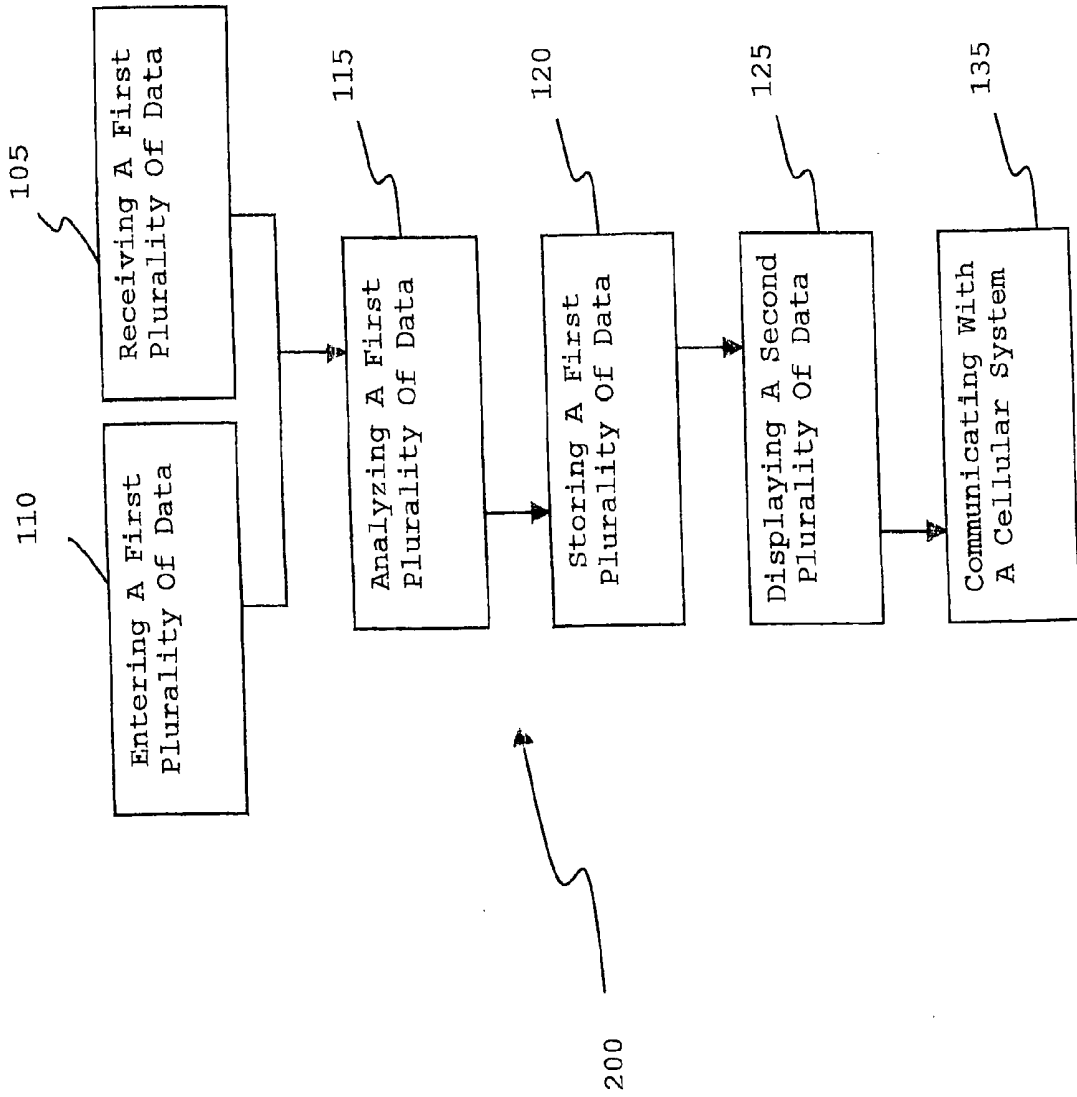 110
105
Entering A First
Plurality Of Data
Receiving A First
Plurality Of Data
115
Analyzing A First
Plurality Of Data
120
Storing A First
Plurality Of Data
125
Displaying A Second
Plurality Of Data
135
Communicating With
A Cellular System
200